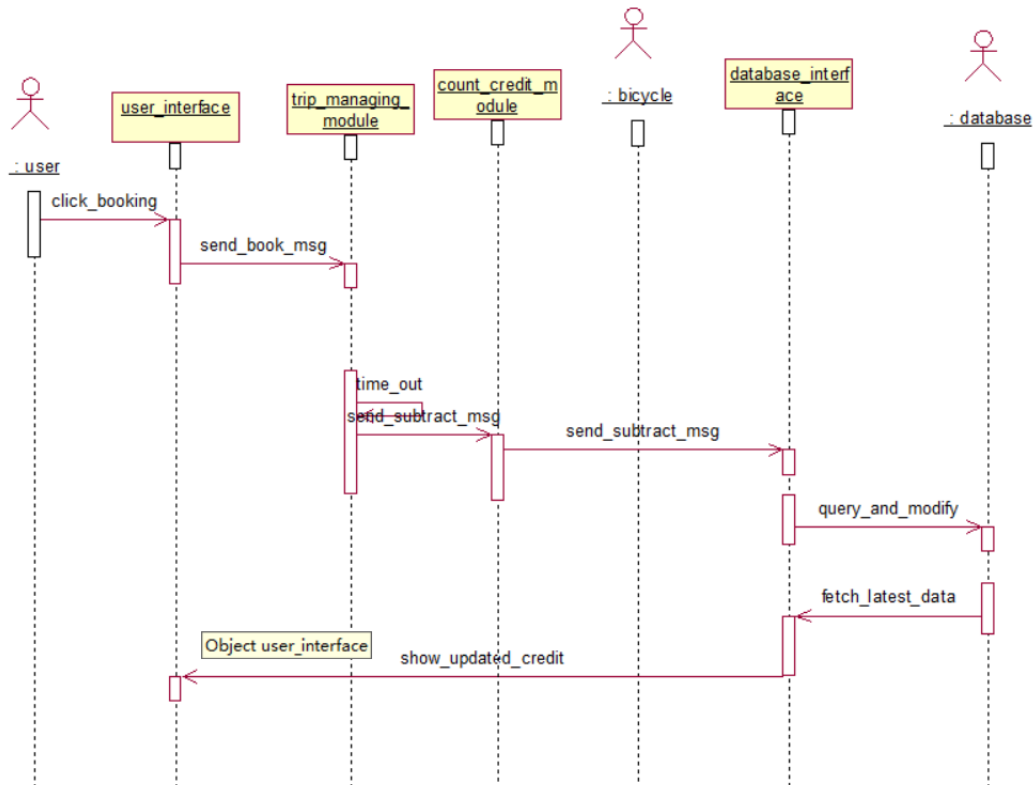 : user
user_interface
trip_managing_
module
count_credit_m
odule
: bicycle
database_interf
ace
: database
click_booking
send_book_msg
time_out
send_subtract_msg
send_subtract_msg
query_and_modify
fetch_latest_data
Object user_interface
show_updated_credit